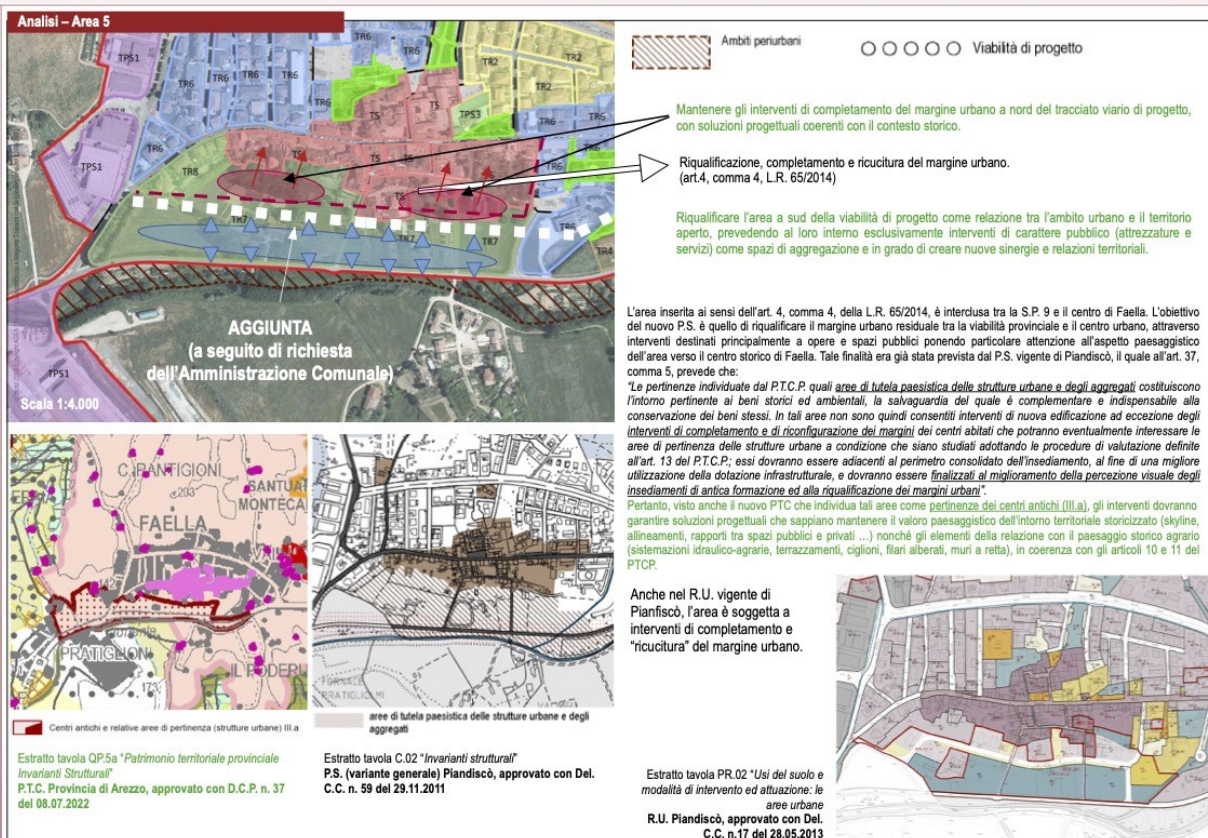 Analisi – Area 5
TPS1
TR6
TR6
TR6
TR6
TR6
TR6
TR2
TR2
TPS3
TS
TR6
TPS1
TR6
TR8
TS
TS
TS
TR6
TR7
TR7
TR6
TR4
TPS1
AGGIUNTA
(a seguito di richiesta
dell'Amministrazione Comunale)
Scala 1:4.000
Ambiti periurbani
Viabilità di progetto
Mantenere gli interventi di completamento del margine urbano a nord del tracciato viario di progetto,
con soluzioni progettuali coerenti con il contesto storico.
Riqualificazione, completamento e ricucitura del margine urbano.
(art.4, comma 4, L.R. 65/2014)
Riqualificare l'area a sud della viabilità di progetto come relazione tra l'ambito urbano e il territorio
aperto, prevedendo al loro interno esclusivamente interventi di carattere pubblico (attrezzature e
servizi) come spazi di aggregazione e in grado di creare nuove sinergie e relazioni territoriali.
L'area inserita ai sensi dell'art. 4, comma 4, della L.R. 65/2014, è interclusa tra la S.P. 9 e il centro di Faella. L'obiettivo
del nuovo P.S. è quello di riqualificare il margine urbano residuale tra la viabilità provinciale e il centro urbano, attraverso
interventi destinati principalmente a opere e spazi pubblici ponendo particolare attenzione all'aspetto paesaggistico
dell'area verso il centro storico di Faella. Tale finalità era già stata prevista dal P.S. vigente di Piandiscò, il quale all'art. 37,
comma 5, prevede che:
"Le pertinenze individuate dal P.T.C.P. quali aree di tutela paesistica delle strutture urbane e degli aggregati costituiscono
l'intorno pertinente ai beni storici ed ambientali, la salvaguardia del quale è complementare e indispensabile alla
conservazione dei beni stessi. In tali aree non sono quindi consentiti interventi di nuova edificazione ad eccezione degli
interventi di completamento e di riconfigurazione dei margini dei centri abitati che potranno eventualmente interessare le
aree di pertinenza delle strutture urbane a condizione che siano studiati adottando le procedure di valutazione definite
all'art. 13 del P.T.C.P.; essi dovranno essere adiacenti al perimetro consolidato dell'insediamento, al fine di una migliore
utilizzazione della dotazione infrastrutturale, e dovranno essere finalizzati al miglioramento della percezione visuale degli
insediamenti di antica formazione ed alla riqualificazione dei margini urbani".
Pertanto, visto anche il nuovo PTC che individua tali aree come pertinenze dei centri antichi (III.a), gli interventi dovranno
garantire soluzioni progettuali che sappiano mantenere il valore paesaggistico dell'intorno territoriale storicizzato (skyline,
allineamenti, rapporti tra spazi pubblici e privati …) nonché gli elementi della relazione con il paesaggio storico agrario
(sistemazioni idraulico-agrarie, terrazzamenti, ciglioni, filari alberati, muri a retta), in coerenza con gli articoli 10 e 11 del
PTCP.
Anche nel R.U. vigente di
Pianfiscò, l'area è soggetta a
interventi di completamento e
"ricucitura" del margine urbano.
C. PANTIGIONI
203
SANTUAR
MONTECA
FAELLA
142
PRATIGLIONI
IL PODERI
173
FORNACE
PRATIGLIOLMI
Centri antichi e relative aree di pertinenza (strutture urbane) III.a
aree di tutela paesistica delle strutture urbane e degli
aggregati
Estratto tavola QP.5a "Patrimonio territoriale provinciale
Invarianti Strutturali"
P.T.C. Provincia di Arezzo, approvato con D.C.P. n. 37
del 08.07.2022
Estratto tavola C.02 "Invarianti strutturali"
P.S. (variante generale) Piandiscò, approvato con Del.
C.C. n. 59 del 29.11.2011
Estratto tavola PR.02 "Usi del suolo e
modalità di intervento ed attuazione: le
aree urbane
R.U. Piandiscò, approvato con Del.
C.C. n.17 del 28.05.2013